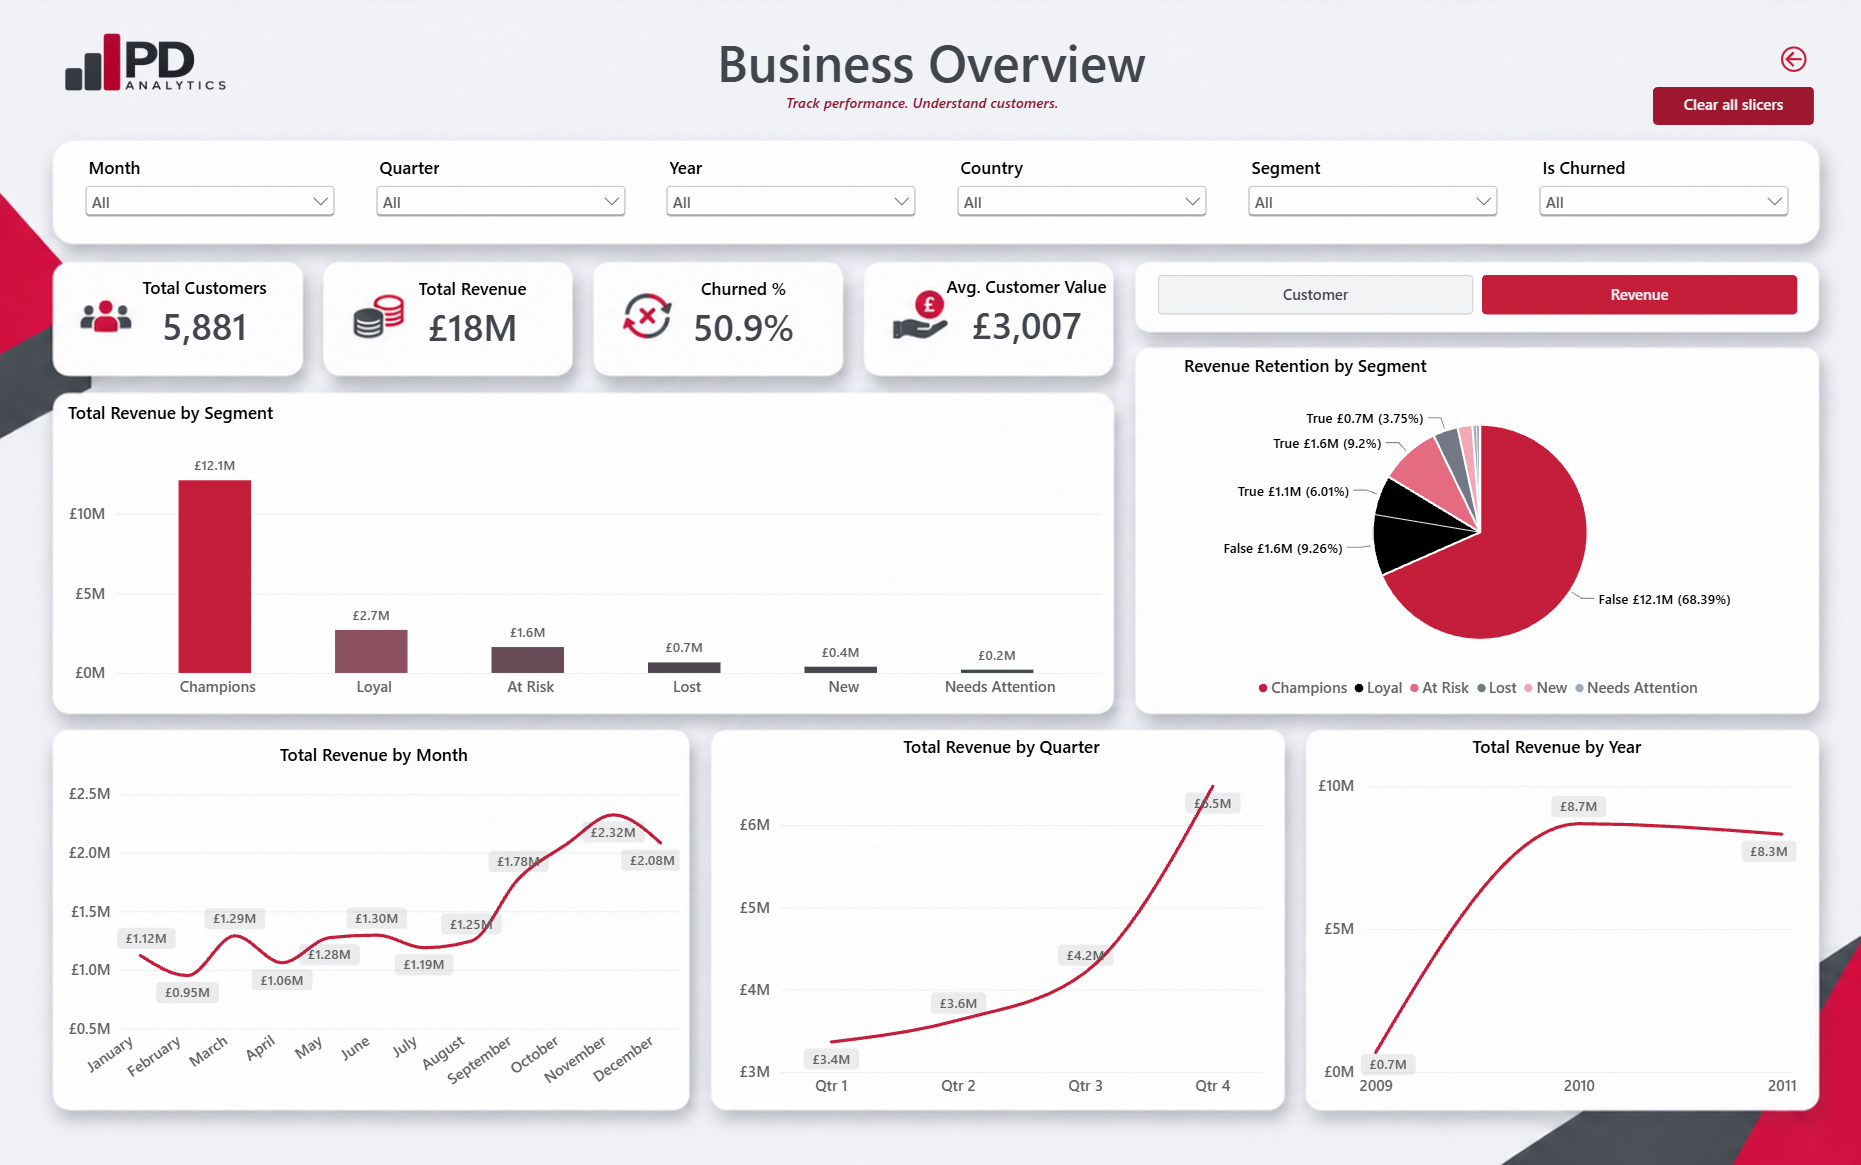 PD
ANALYTICS
Business Overview
Track performance. Understand customers.
Clear all slicers
Month
Quarter
Year
Country
Segment
Is Churned
All
All
All
All
All
All
Total Customers
5,881
Total Revenue
£18M
Churned %
50.9%
Avg. Customer Value
£3,007
Customer
Revenue
Total Revenue by Segment
£10M
£5M
£0M
£12.1M
£2.7M
£1.6M
£0.7M
£0.4M
£0.2M
Champions
Loyal
At Risk
Lost
New
Needs Attention
Revenue Retention by Segment
True £0.7M (3.75%)
True £1.6M (9.2%)
True £1.1M (6.01%)
False £1.6M (9.26%)
False £12.1M (68.39%)
Champions Loyal At Risk Lost New Needs Attention
Total Revenue by Month
£2.5M
£2.0M
£1.5M
£1.0M
£0.5M
£1.12M
£0.95M
£1.29M
£1.06M
£1.28M
£1.30M
£1.19M
£1.25M
£1.78M
£2.32M
£2.08M
January
February
March
April
May
June
July
August
September
October
November
December
Total Revenue by Quarter
£6M
£5M
£4M
£3M
£3.4M
£3.6M
£4.2M
£6.5M
Qtr 1
Qtr 2
Qtr 3
Qtr 4
Total Revenue by Year
£10M
£5M
£0M
£0.7M
£8.7M
£8.3M
2009
2010
2011